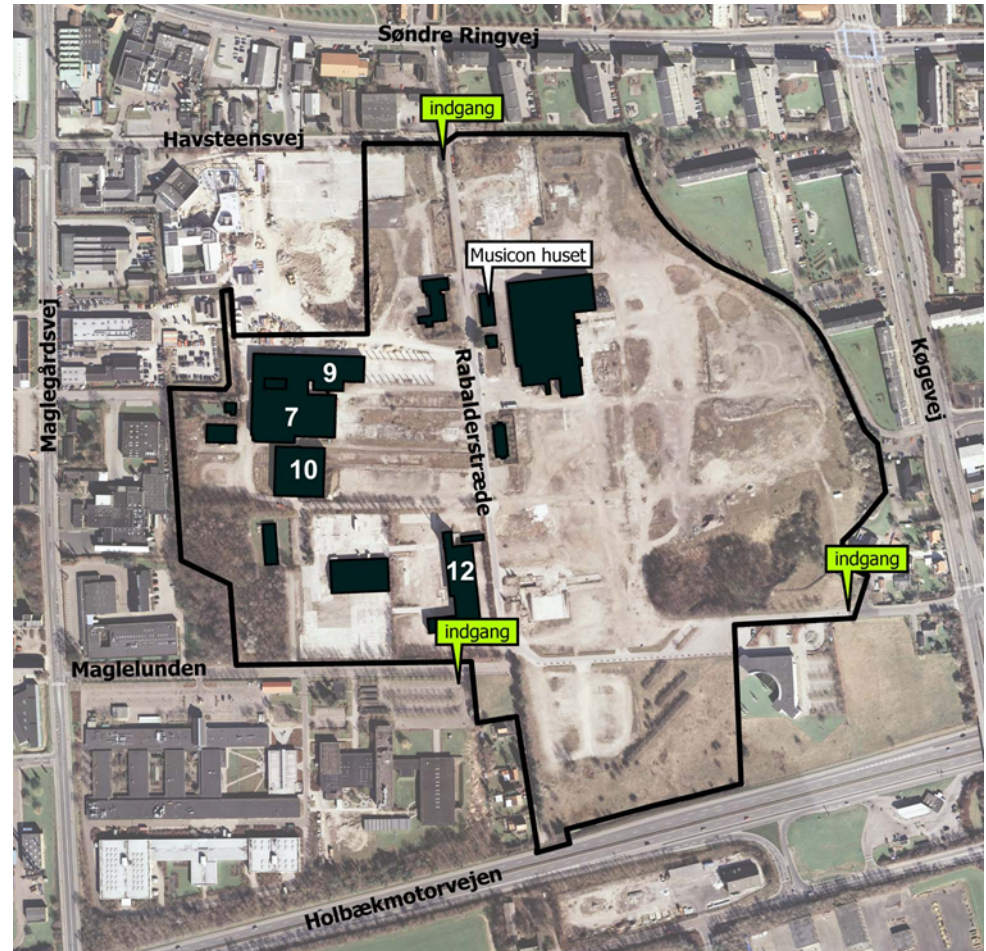 Søndre Ringvej
indgang
Havsteensvej
Musicon huset
Maglegårdsvej
Rabalderstræde
Køgevej
9
7
10
12
indgang
indgang
Maglelunden
Holbækmotorvejen